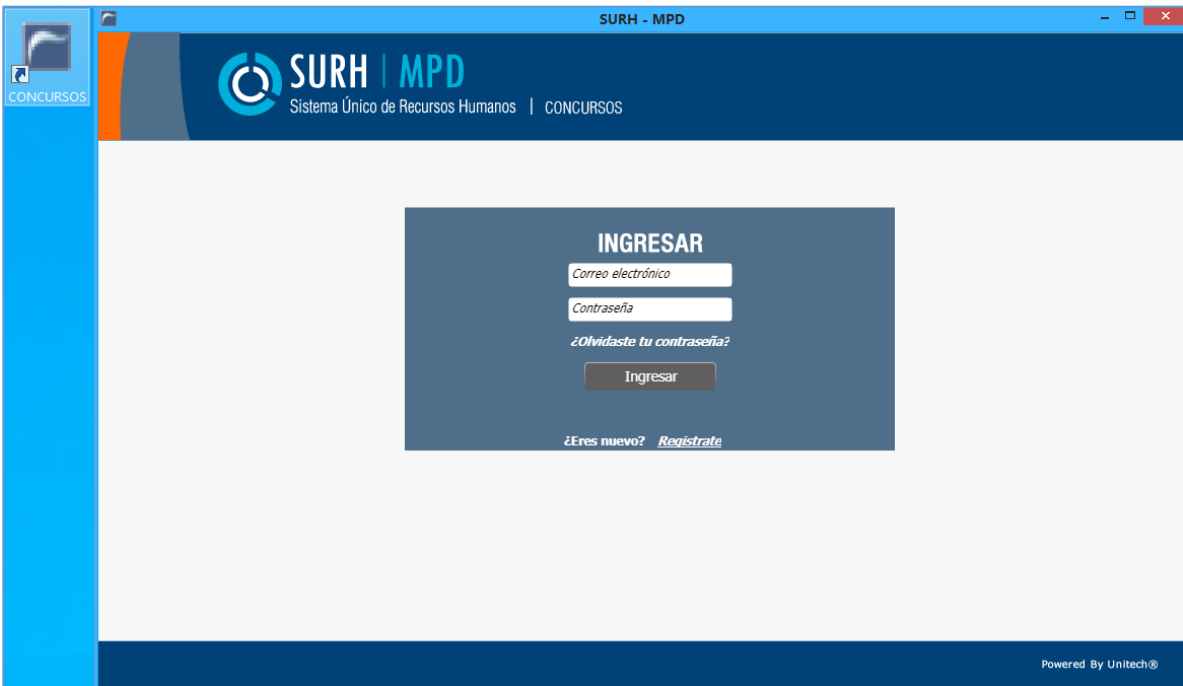 CONCURSOS
SURH - MPD
SURH | MPD
Sistema Único de Recursos Humanos | CONCURSOS
INGRESAR
Correo electrónico
Contraseña
¿Olvidaste tu contraseña?
Ingresar
¿Eres nuevo? Registrate
Powered By Unitech®